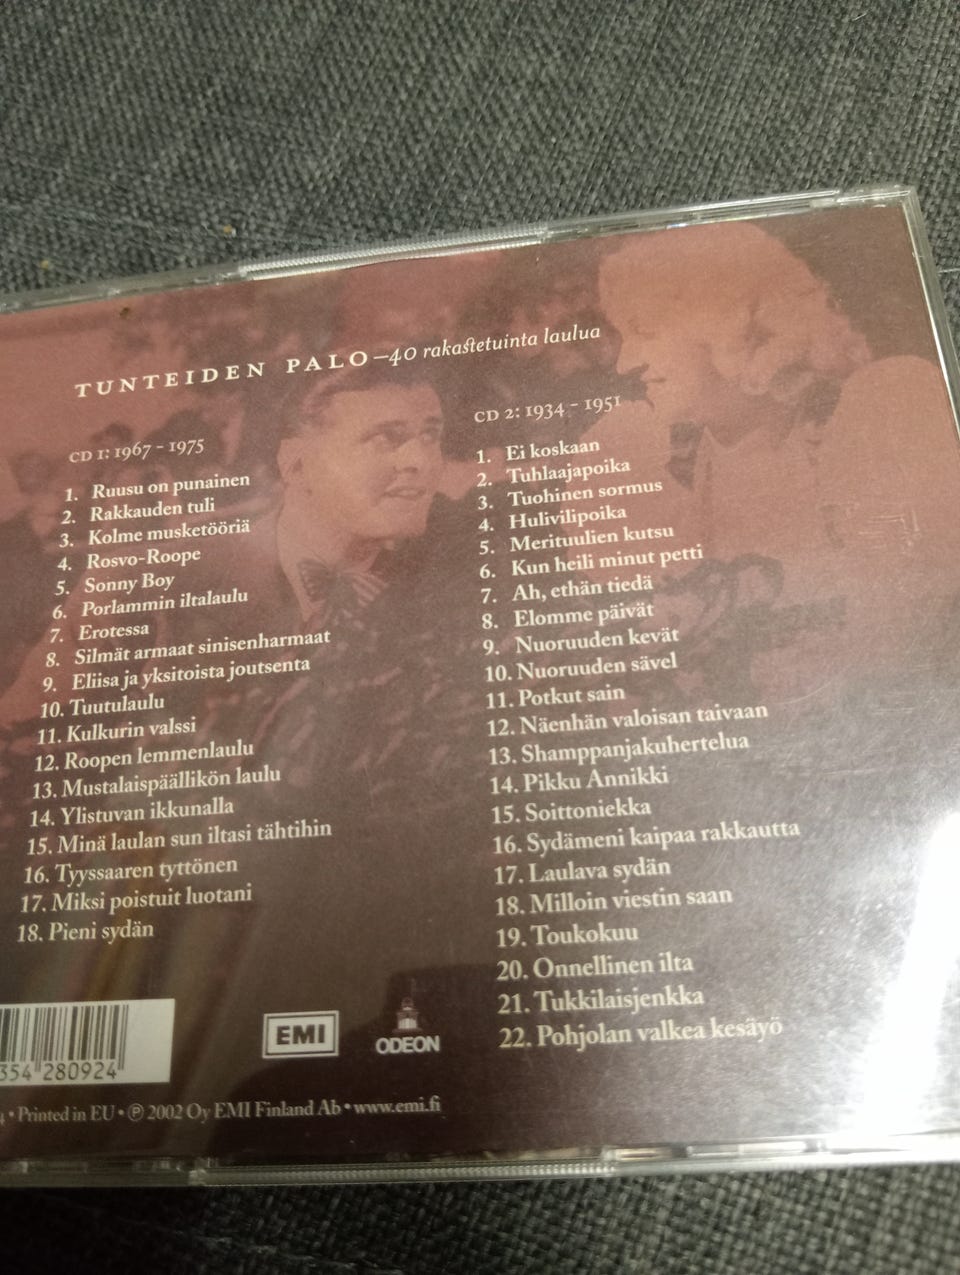 TUNTEIDEN PALO – 40 rakastetuinta laulua
CD 1: 1967 - 1975
1. Ruusu on punainen
2. Rakkauden tuli
3. Kolme musketööriä
4. Rosvo-Roope
5. Sonny Boy
6. Porlammin iltalaulu
7. Erotessa
8. Silmät armaat sinisenharmaat
9. Eliisa ja yksitoista joutsenta
10. Tuutulaulu
11. Kulkurin valssi
12. Roopen lemmenlaulu
13. Mustalaispäällikön laulu
14. Ylistuvan ikkunalla
15. Minä laulan sun iltasi tähtihin
16. Tyyssaaren tyttönen
17. Miksi poistuit luotani
18. Pieni sydän
CD 2: 1934 - 1951
1. Ei koskaan
2. Tuhlaajapoika
3. Tuohinen sormus
4. Hulivilipoika
5. Merituulien kutsu
6. Kun heili minut petti
7. Ah, ethän tiedä
8. Elomme päivät
9. Nuoruuden kevät
10. Nuoruuden sävel
11. Potkut sain
12. Näenhän valoisan taivaan
13. Shamppanjakuhertelua
14. Pikku Annikki
15. Soittoniekka
16. Sydämeni kaipaa rakkautta
17. Laulava sydän
18. Milloin viestin saan
19. Toukokuu
20. Onnellinen ilta
21. Tukkilaisjenkka
22. Pohjolan valkea kesäyö
354 280924
EMI
ODEON
4 • Printed in EU • ℗ 2002 Oy EMI Finland Ab • www.emi.fi